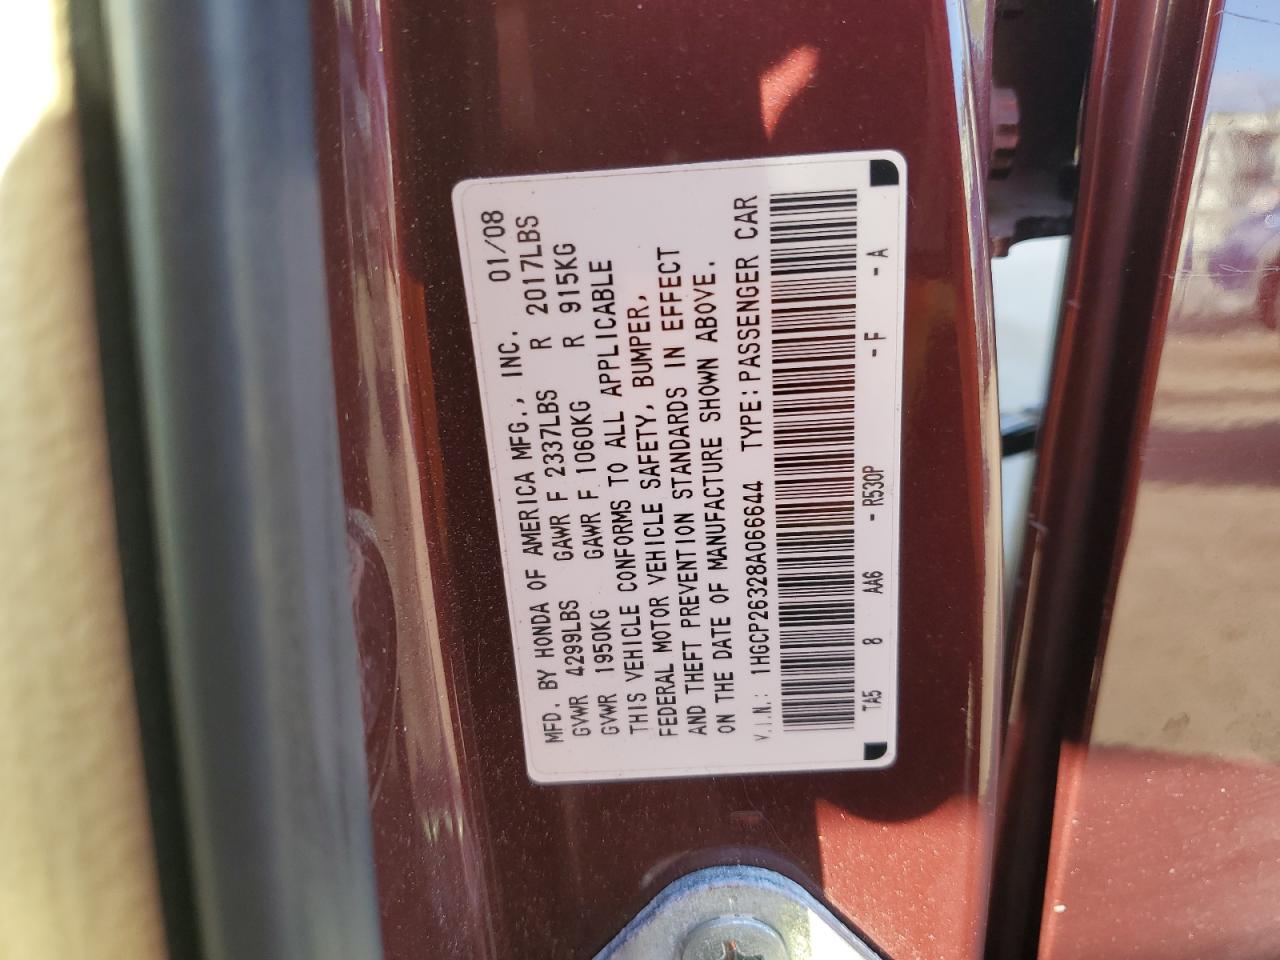 MFD. BY HONDA OF AMERICA MFG., INC. 01/08
GVWR 4299LBS GAWR F 2337LBS R 2017LBS
GVWR 1950KG GAWR F 1060KG R 915KG
THIS VEHICLE CONFORMS TO ALL APPLICABLE
FEDERAL MOTOR VEHICLE SAFETY, BUMPER,
AND THEFT PREVENTION STANDARDS IN EFFECT
ON THE DATE OF MANUFACTURE SHOWN ABOVE.
V.I.N.: 1HGCP26328A066644 TYPE:PASSENGER CAR
TA5 8 AA6 - R530P - F - A